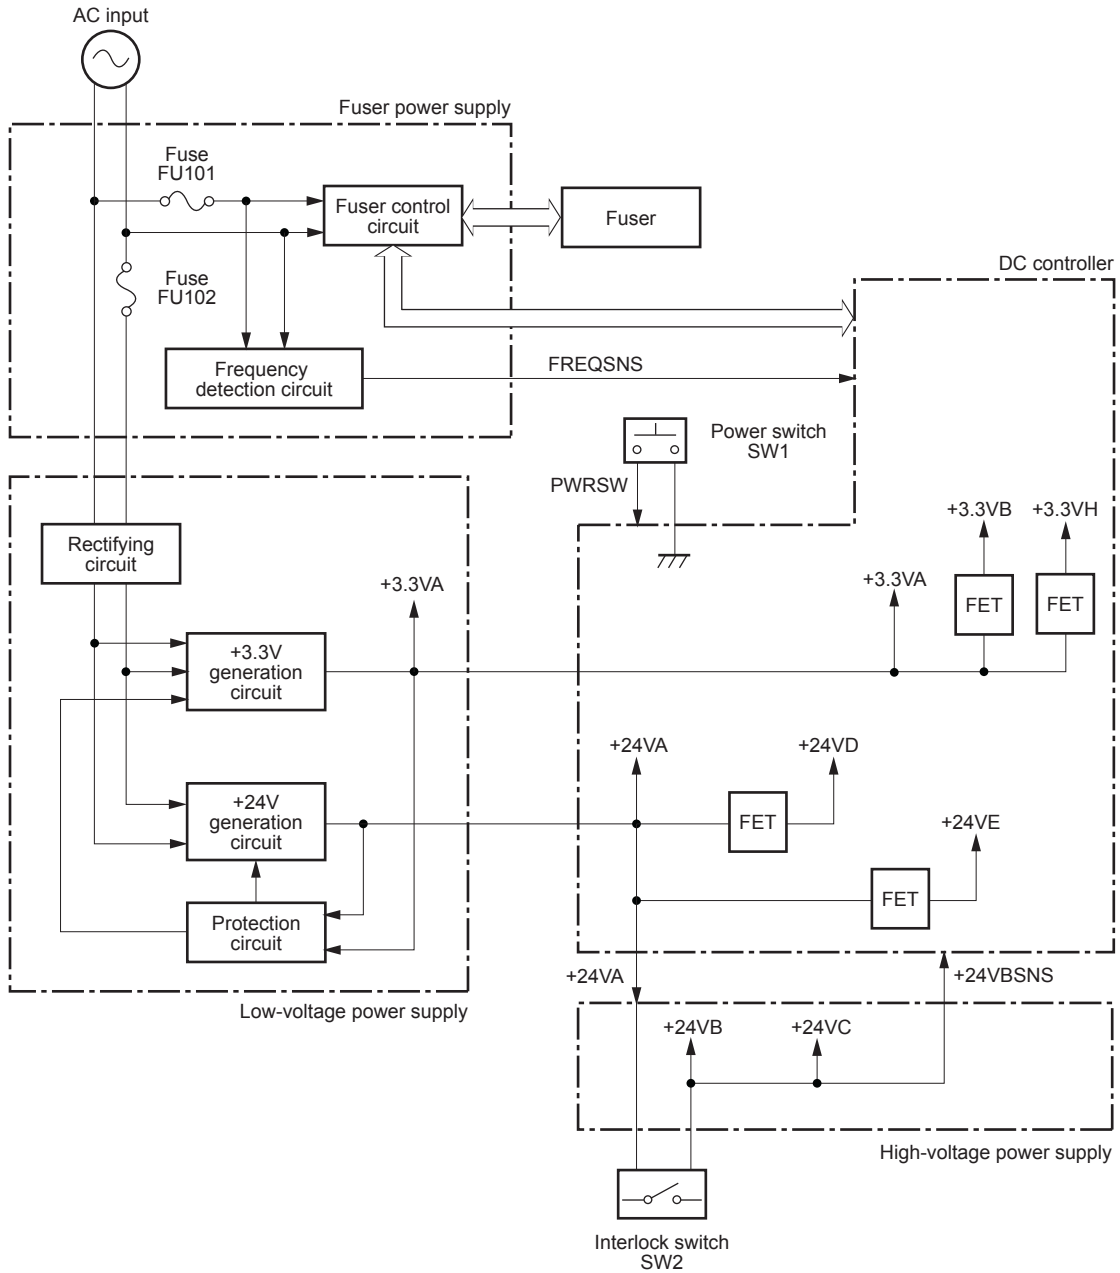 AC input
Fuser power supply
Fuse
FU101
Fuser control
circuit
Fuser
DC controller
Fuse
FU102
Frequency
detection circuit
FREQSNS
Power switch
SW1
PWRSW
+3.3VB
+3.3VH
Rectifying
circuit
+3.3VA
+3.3VA
FET
FET
+3.3V
generation
circuit
+24VA
+24VD
+24V
generation
circuit
FET
+24VE
FET
Protection
circuit
+24VA
+24VBSNS
Low-voltage power supply
+24VB
+24VC
High-voltage power supply
Interlock switch
SW2